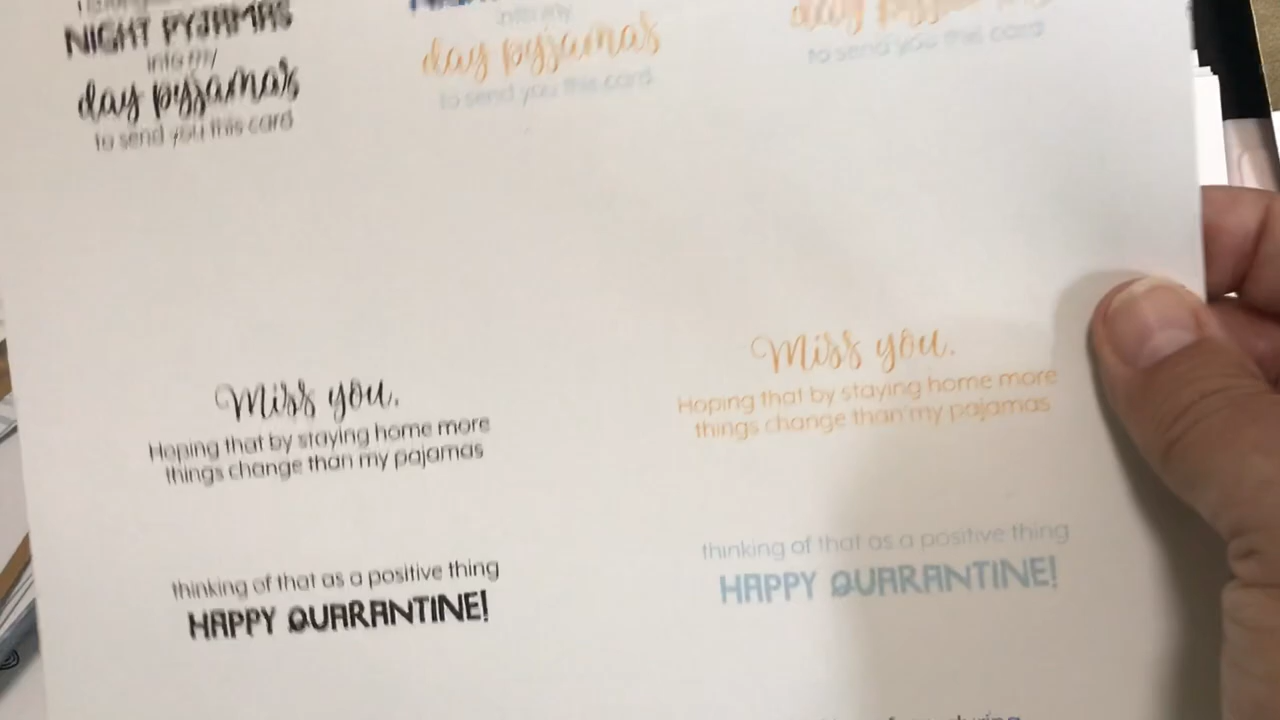 NIGHT PYJAMAS
into my
day pyjamas
to send you this card
into my
day pyjamas
to send you this card
day
to send you this card
Miss you.
Hoping that by staying home more
things change than my pajamas
Miss you.
Hoping that by staying home more
things change than my pajamas
thinking of that as a positive thing
HAPPY QUARANTINE!
thinking of that as a positive thing
HAPPY QUARANTINE!